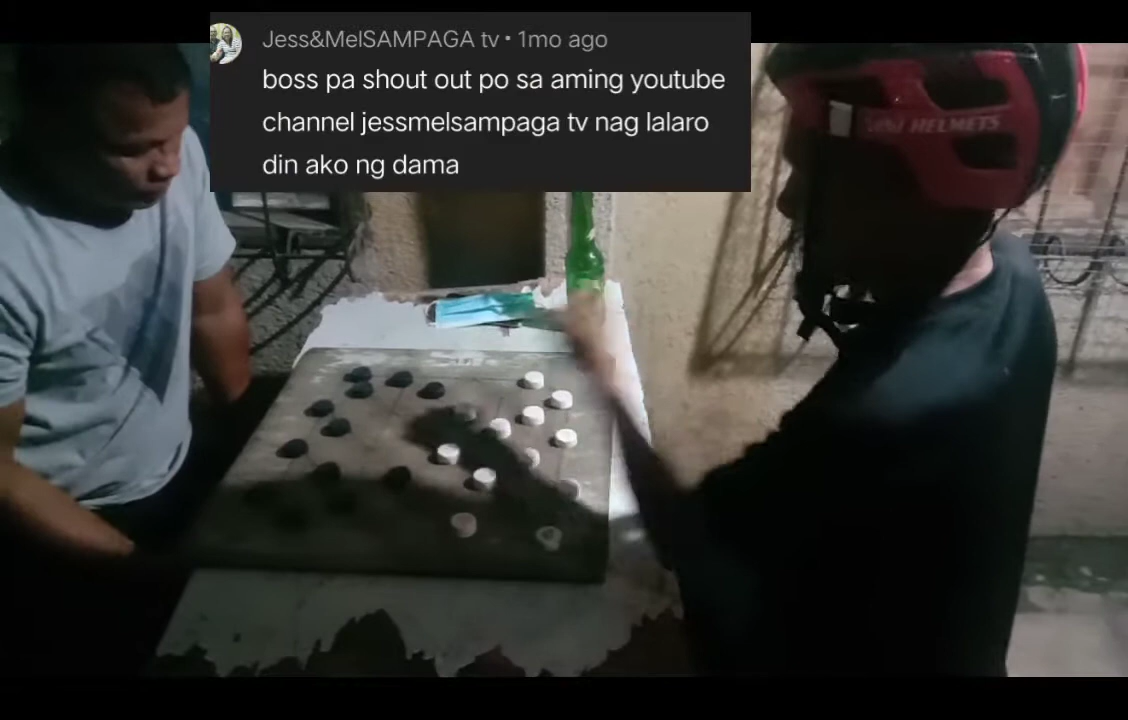 Jess&MelSAMPAGA tv • 1mo ago
boss pa shout out po sa aming youtube
channel jessmelsampaga tv nag lalaro
din ako ng dama
HELMETS